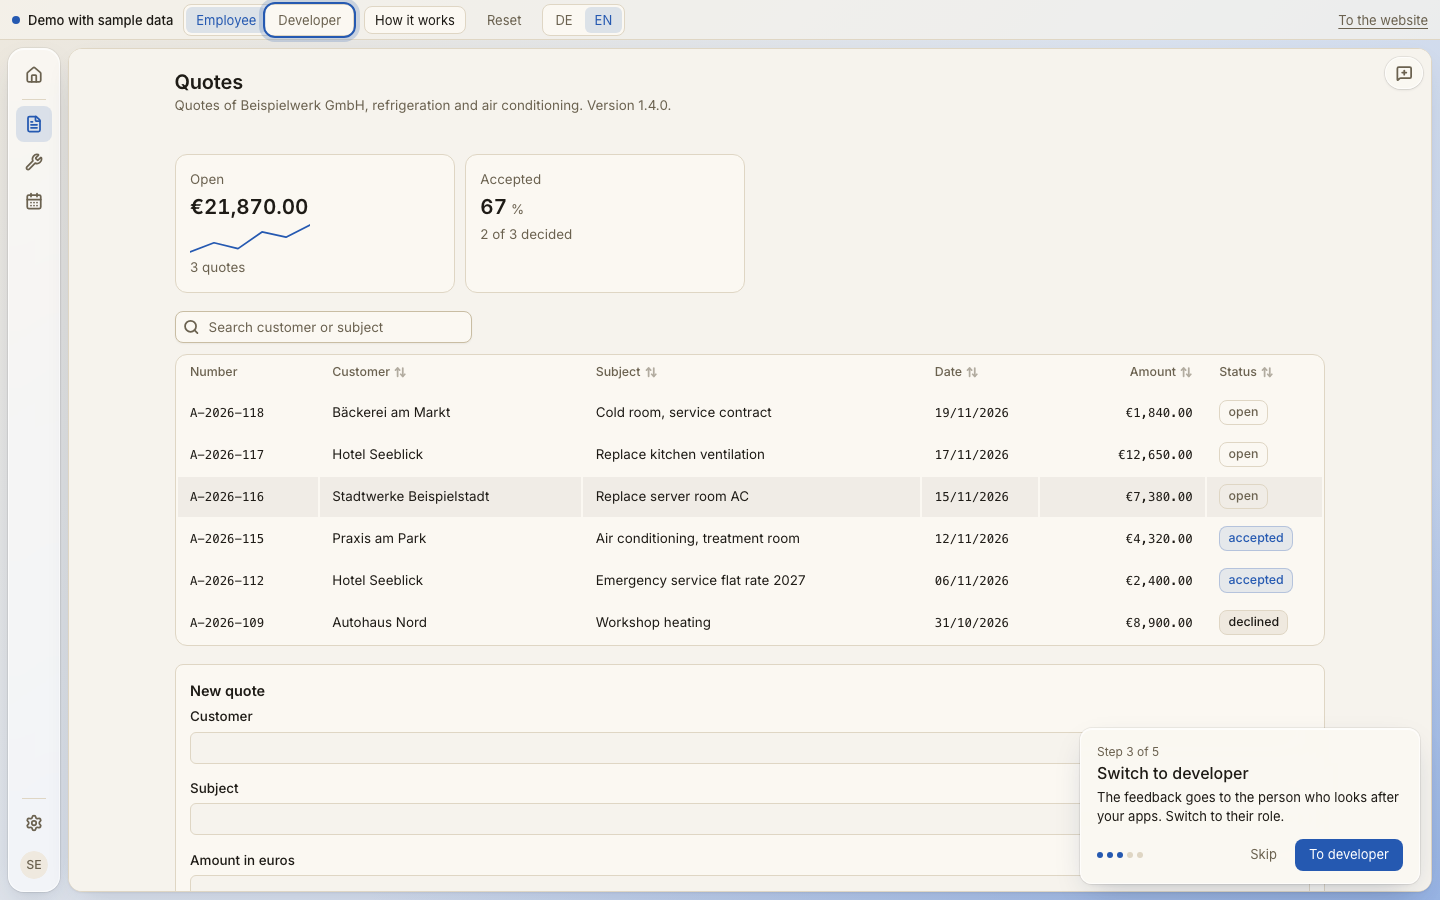 Demo with sample data Employee Developer How it works Reset DE EN To the website
Quotes
Quotes of Beispielwerk GmbH, refrigeration and air conditioning. Version 1.4.0.
Open
€21,870.00
3 quotes
Accepted
67 %
2 of 3 decided
Search customer or subject
Number Customer Subject Date Amount Status
A–2026–118 Bäckerei am Markt Cold room, service contract 19/11/2026 €1,840.00 open
A–2026–117 Hotel Seeblick Replace kitchen ventilation 17/11/2026 €12,650.00 open
A–2026–116 Stadtwerke Beispielstadt Replace server room AC 15/11/2026 €7,380.00 open
A–2026–115 Praxis am Park Air conditioning, treatment room 12/11/2026 €4,320.00 accepted
A–2026–112 Hotel Seeblick Emergency service flat rate 2027 06/11/2026 €2,400.00 accepted
A–2026–109 Autohaus Nord Workshop heating 31/10/2026 €8,900.00 declined
New quote
Customer
Subject
Amount in euros
SE
Step 3 of 5
Switch to developer
The feedback goes to the person who looks after
your apps. Switch to their role.
Skip To developer